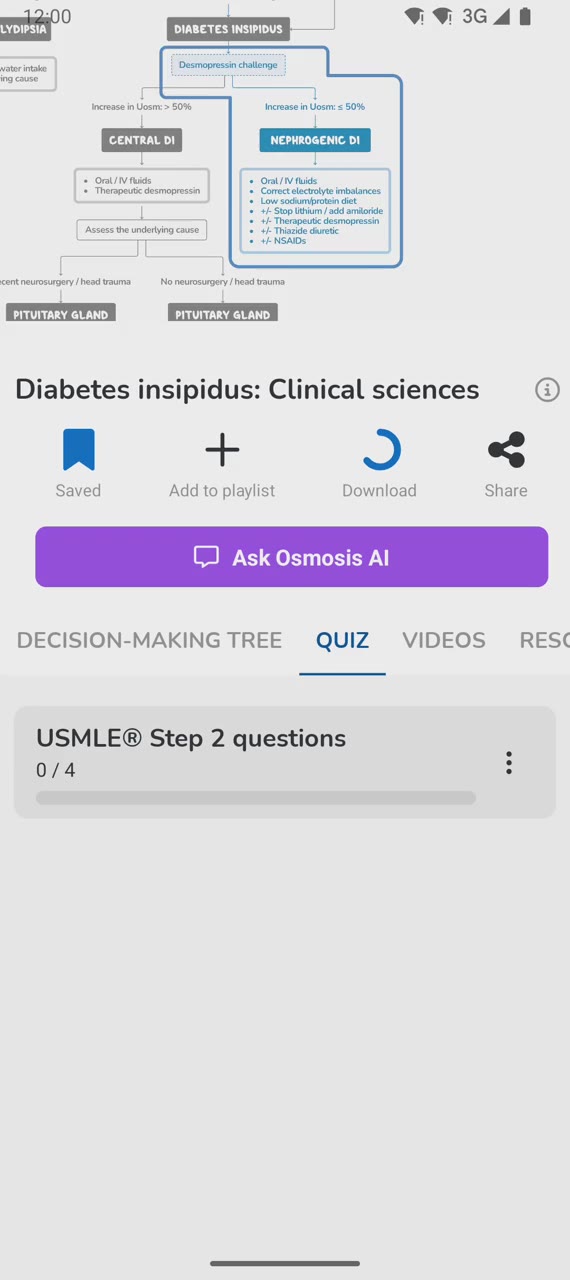 12:00
3G
LYDIPSIA
DIABETES INSIPIDUS
water intake
ing cause
Desmopressin challenge
Increase in Uosm: > 50%
Increase in Uosm: ≤ 50%
CENTRAL DI
NEPHROGENIC DI
• Oral / IV fluids
• Therapeutic desmopressin
• Oral / IV fluids
• Correct electrolyte imbalances
• Low sodium/protein diet
• +/- Stop lithium / add amiloride
• +/- Therapeutic desmopressin
• +/- Thiazide diuretic
• +/- NSAIDs
Assess the underlying cause
ecent neurosurgery / head trauma
No neurosurgery / head trauma
PITUITARY GLAND
PITUITARY GLAND
Diabetes insipidus: Clinical sciences
Saved
Add to playlist
Download
Share
Ask Osmosis AI
DECISION-MAKING TREE
QUIZ
VIDEOS
RESO
USMLE® Step 2 questions
0 / 4